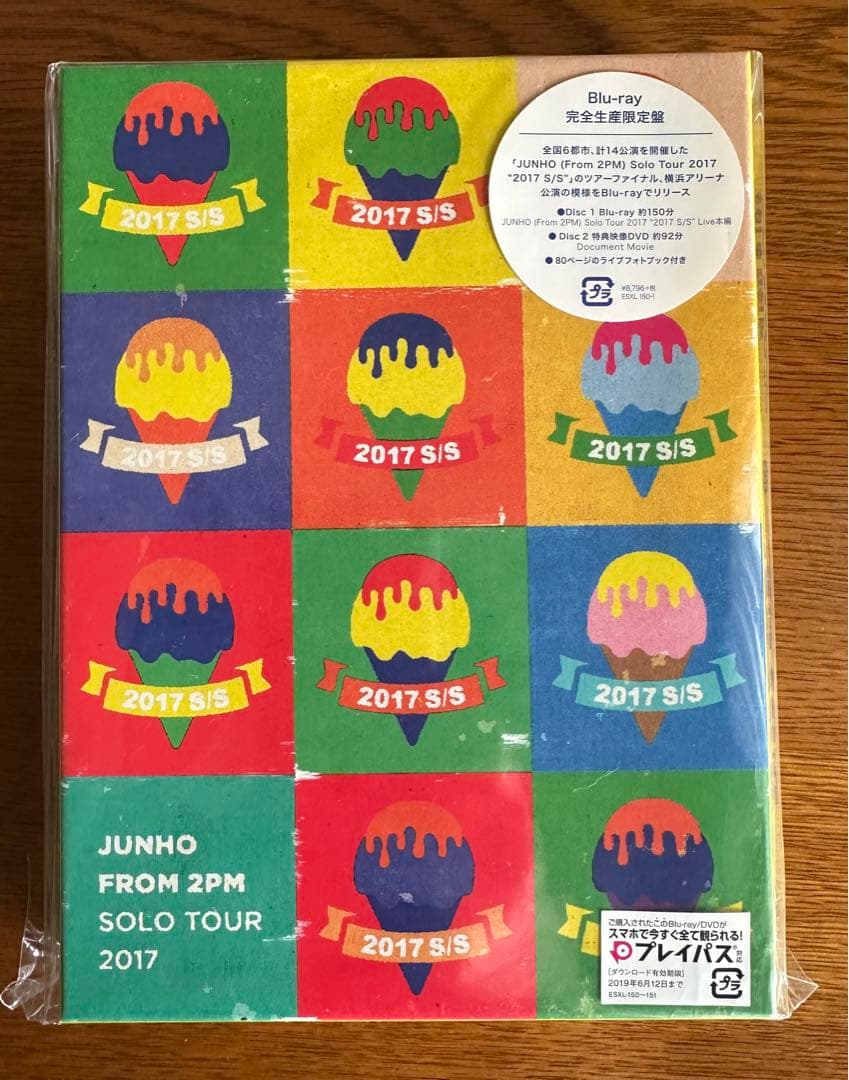 2017 S/S
2017 S/S
Blu-ray
完全生産限定盤
全国6都市、計14公演を開催した
「JUNHO (From 2PM) Solo Tour 2017
“2017 S/S”」のツアーファイナル、横浜アリーナ
公演の模様をBlu-rayでリリース
●Disc 1 Blu-ray 約150分
JUNHO (From 2PM) Solo Tour 2017 “2017 S/S” Live本編
●Disc 2 特典映像DVD 約92分
Document Movie
●80ページのライブフォトブック付き
プラ
¥8,796+税
ESXL 150-1
2017 S/S
2017 S/S
2017 S/S
2017 S/S
2017 S/S
2017 S/S
JUNHO
FROM 2PM
SOLO TOUR
2017
2017 S/S
ご購入されたこのBlu-ray/DVDが
スマホで今すぐ全て観られる!
プレイパス®対応
[ダウンロード有効期限]
2019年6月12日まで
ESXL-150〜151
プラ